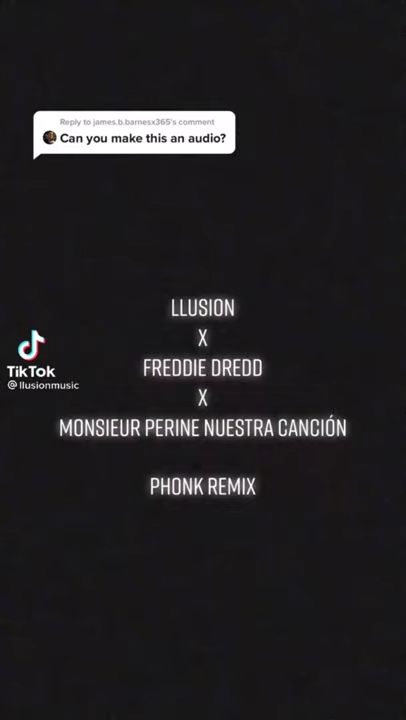 Reply to james.b.barnesx365's comment
Can you make this an audio?
LLUSION
X
FREDDIE DREDD
X
MONSIEUR PERINE NUESTRA CANCIÓN
PHONK REMIX
TikTok
@llusionmusic